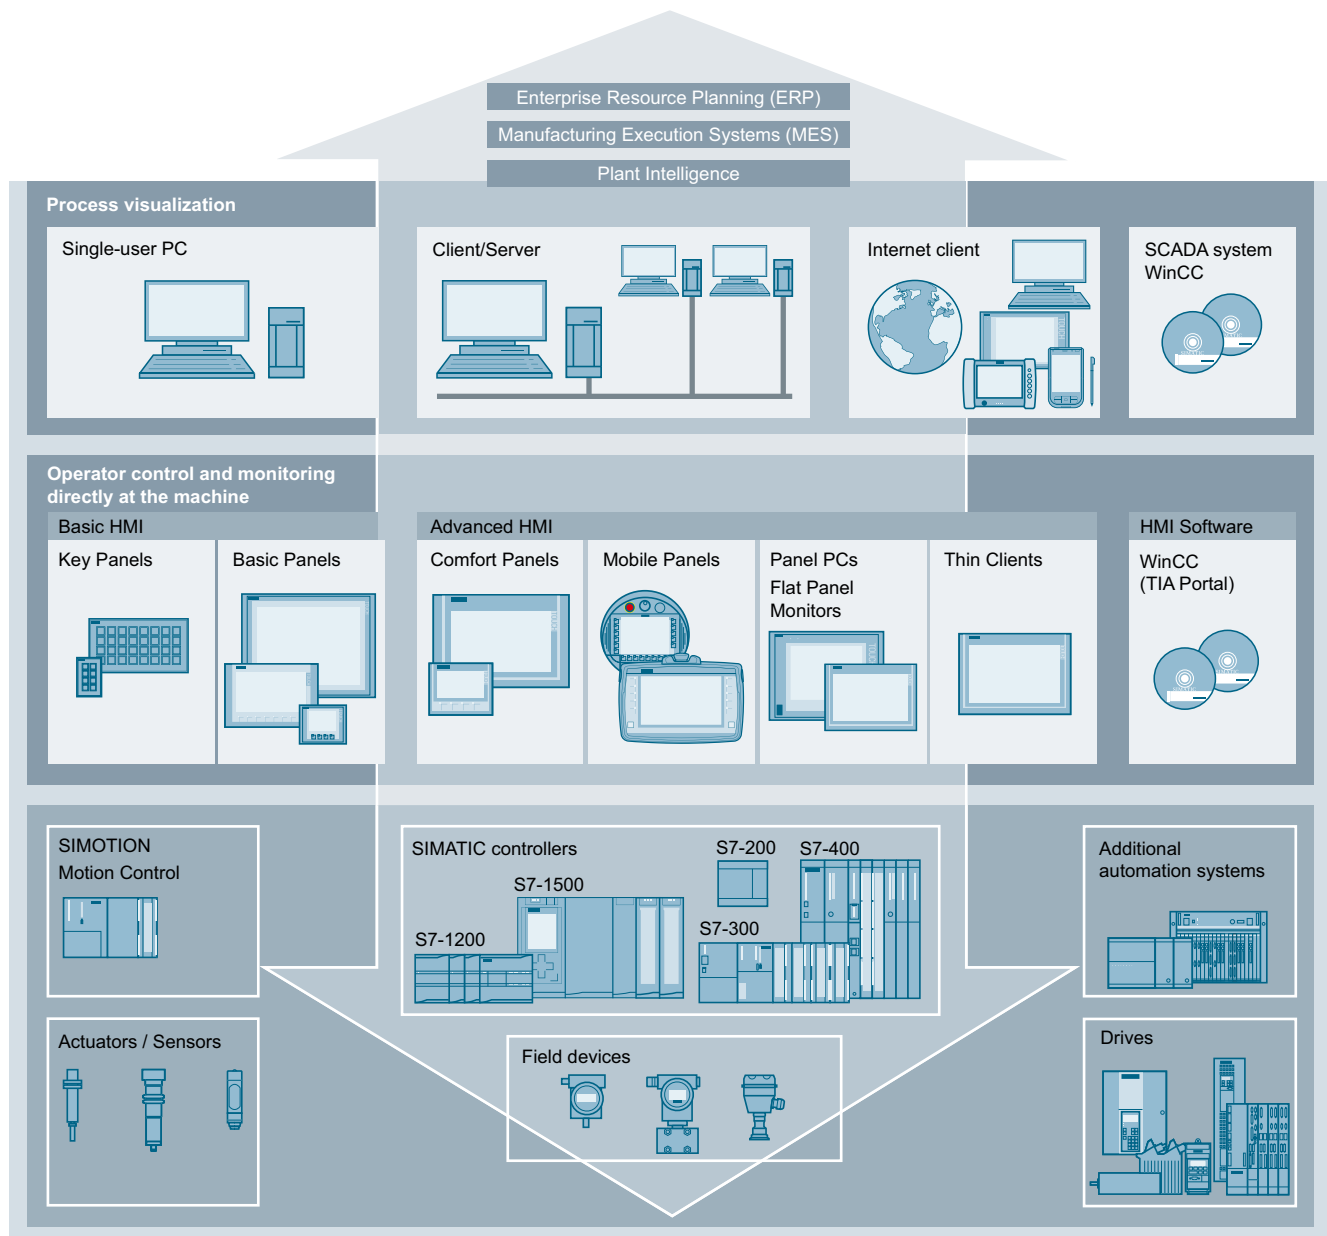 Enterprise Resource Planning (ERP)
Manufacturing Execution Systems (MES)
Plant Intelligence
Process visualization
Single-user PC
Client/Server
Internet client
SCADA system
WinCC
Operator control and monitoring
directly at the machine
Basic HMI
Advanced HMI
HMI Software
Key Panels
Basic Panels
Comfort Panels
Mobile Panels
Panel PCs
Flat Panel
Monitors
Thin Clients
WinCC
(TIA Portal)
SIMOTION
Motion Control
SIMATIC controllers
S7-200
S7-400
S7-1500
S7-300
S7-1200
Additional
automation systems
Actuators / Sensors
Field devices
Drives